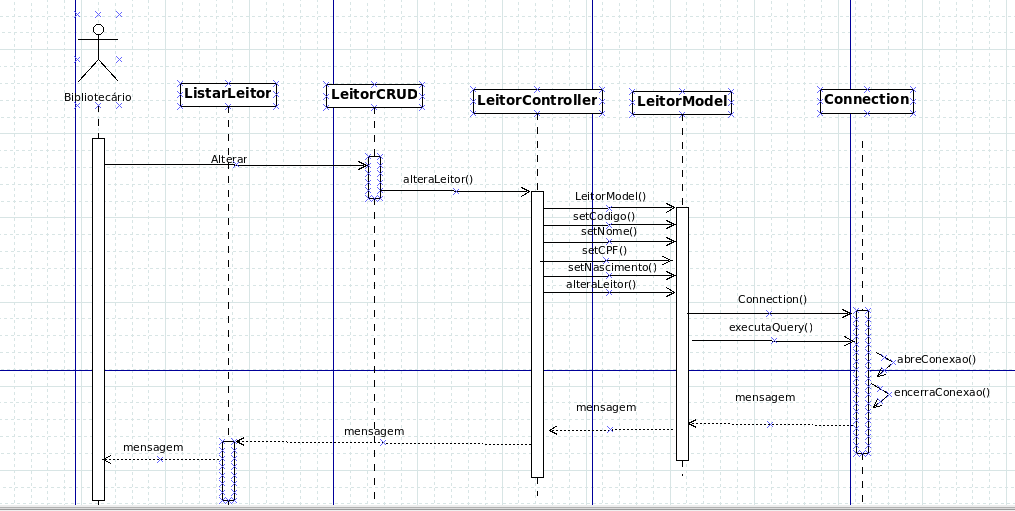 Bibliotecário
ListarLeitor
LeitorCRUD
LeitorController
LeitorModel
Connection
Alterar
alteraLeitor()
LeitorModel()
setCodigo()
setNome()
setCPF()
setNascimento()
alteraLeitor()
Connection()
executaQuery()
abreConexao()
encerraConexao()
mensagem
mensagem
mensagem
mensagem